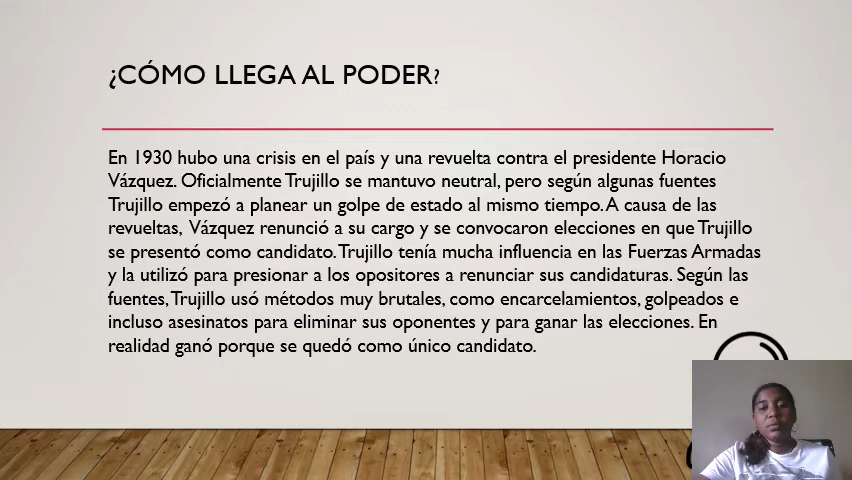 ¿CÓMO LLEGA AL PODER?
En 1930 hubo una crisis en el país y una revuelta contra el presidente Horacio
Vázquez. Oficialmente Trujillo se mantuvo neutral, pero según algunas fuentes
Trujillo empezó a planear un golpe de estado al mismo tiempo. A causa de las
revueltas, Vázquez renunció a su cargo y se convocaron elecciones en que Trujillo
se presentó como candidato. Trujillo tenía mucha influencia en las Fuerzas Armadas
y la utilizó para presionar a los opositores a renunciar sus candidaturas. Según las
fuentes, Trujillo usó métodos muy brutales, como encarcelamientos, golpeados e
incluso asesinatos para eliminar sus oponentes y para ganar las elecciones. En
realidad ganó porque se quedó como único candidato.